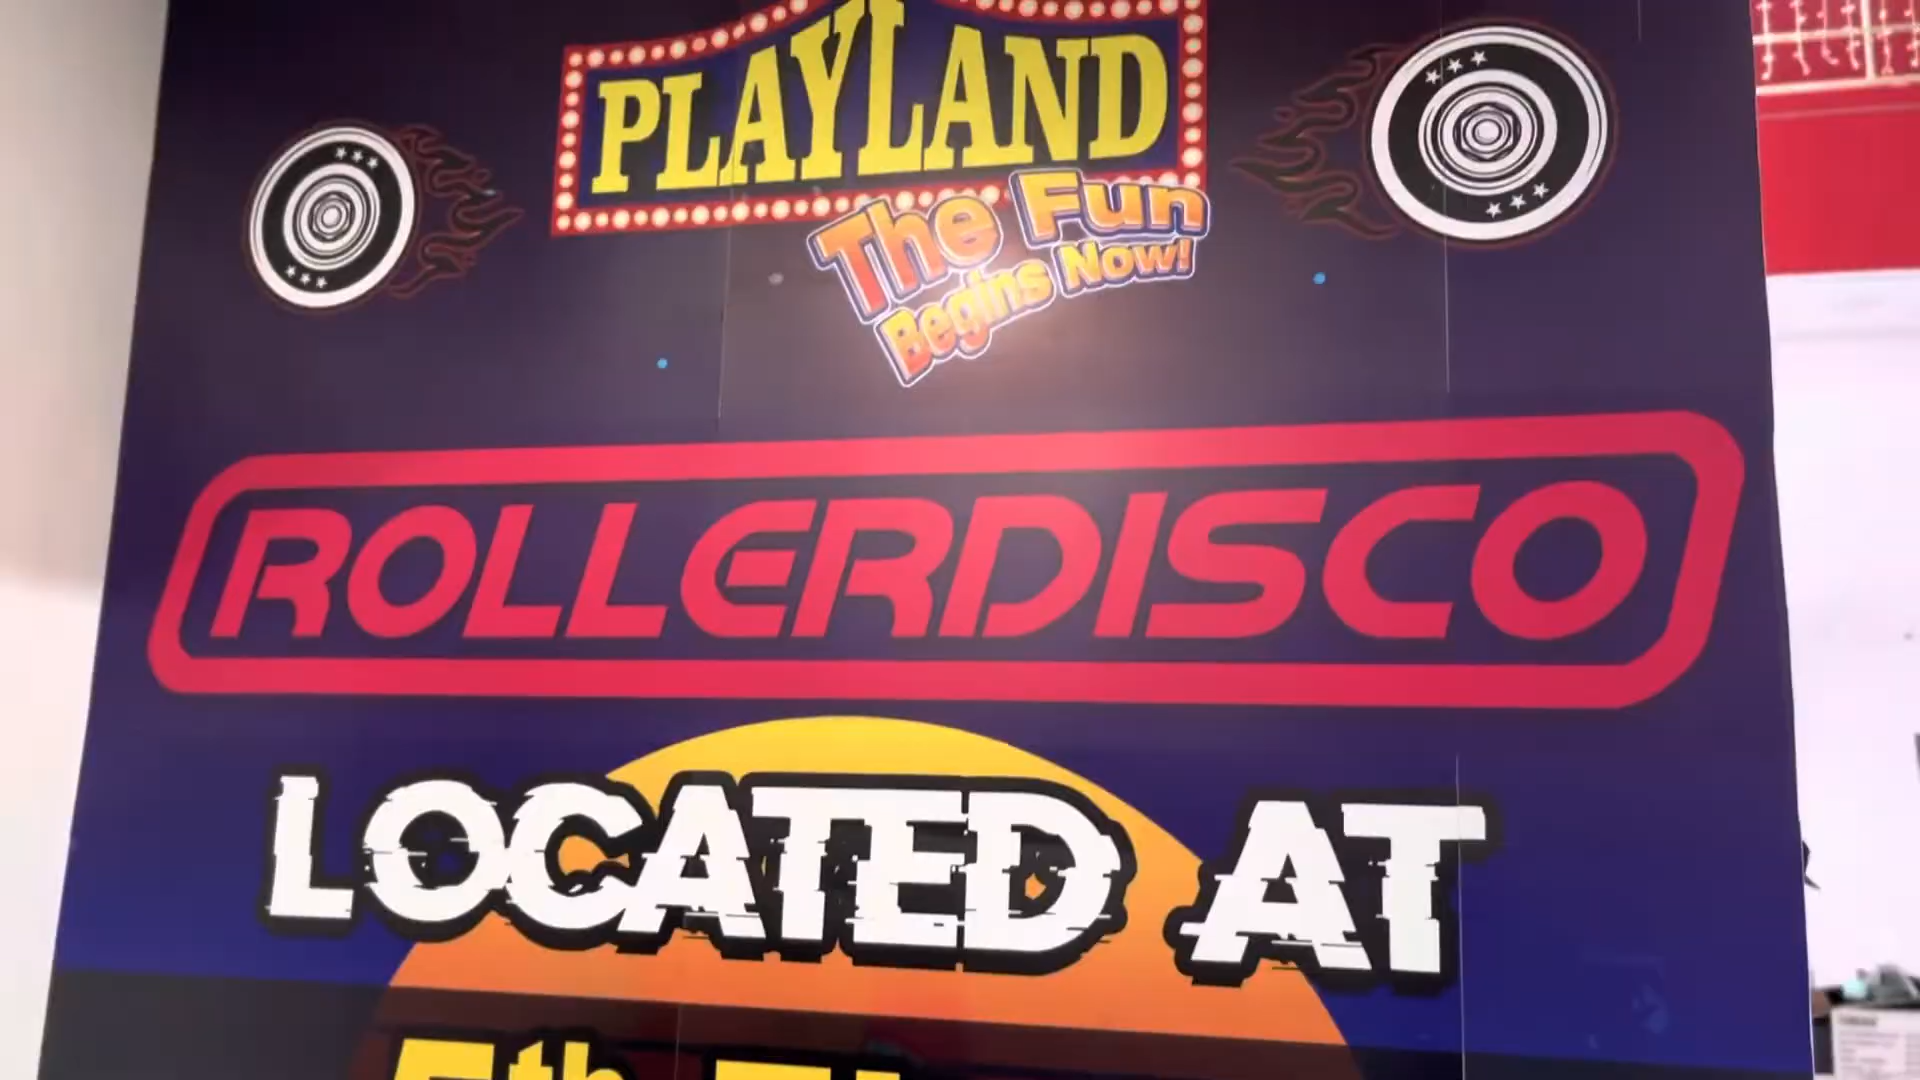 PLAYLAND
The Fun
Begins Now!
ROLLERDISCO
LOCATED AT